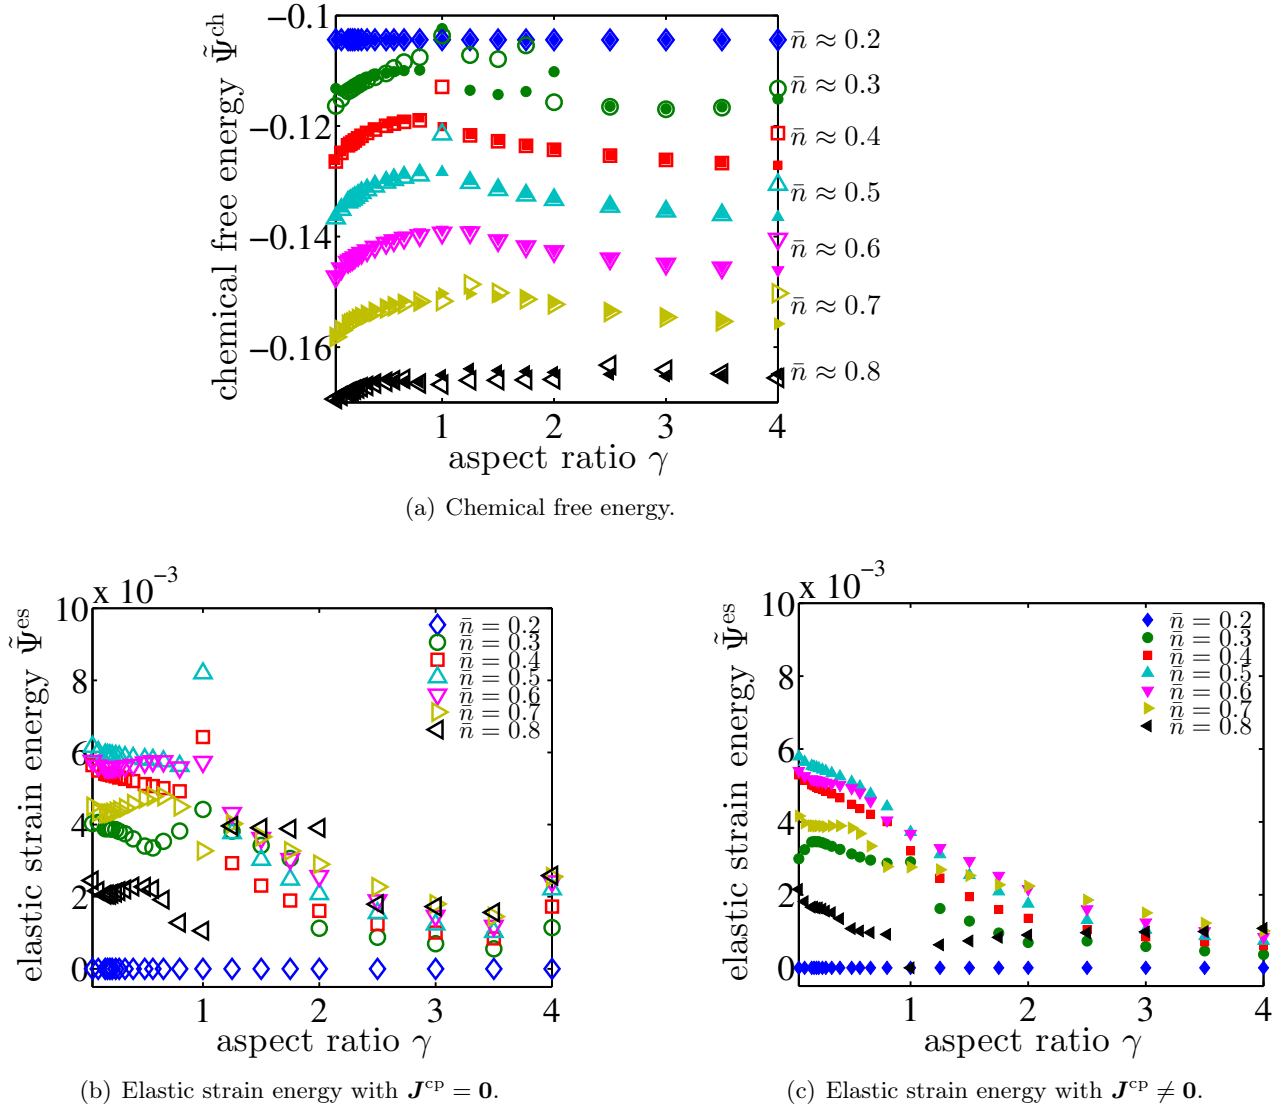 −0.1
−0.12
−0.14
−0.16
chemical free energy Ψ̃ᶜʰ
n̄ ≈ 0.2
n̄ ≈ 0.3
n̄ ≈ 0.4
n̄ ≈ 0.5
n̄ ≈ 0.6
n̄ ≈ 0.7
n̄ ≈ 0.8
1 2 3 4
aspect ratio γ
(a) Chemical free energy.
x 10⁻³
10
8
6
4
2
0
elastic strain energy Ψ̃ᵉˢ
n̄ = 0.2
n̄ = 0.3
n̄ = 0.4
n̄ = 0.5
n̄ = 0.6
n̄ = 0.7
n̄ = 0.8
1 2 3 4
aspect ratio γ
(b) Elastic strain energy with Jᶜᵖ = 0.
x 10⁻³
10
8
6
4
2
0
elastic strain energy Ψ̃ᵉˢ
n̄ = 0.2
n̄ = 0.3
n̄ = 0.4
n̄ = 0.5
n̄ = 0.6
n̄ = 0.7
n̄ = 0.8
1 2 3 4
aspect ratio γ
(c) Elastic strain energy with Jᶜᵖ ≠ 0.